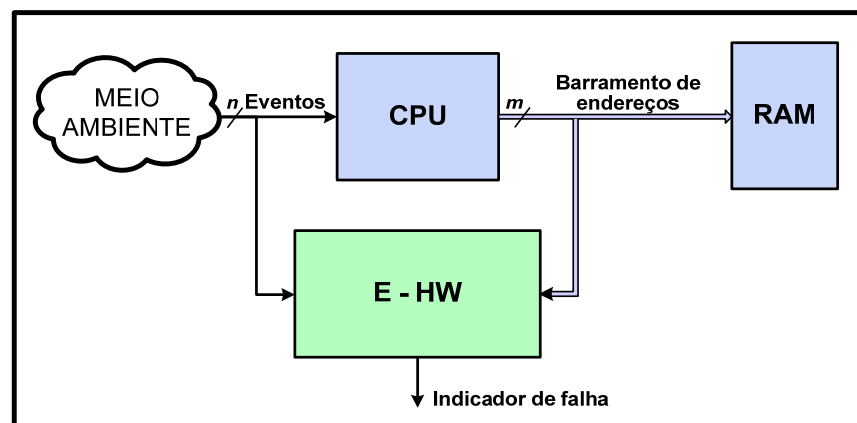 MEIO
AMBIENTE
n Eventos
CPU
m
Barramento de
endereços
RAM
E - HW
Indicador de falha